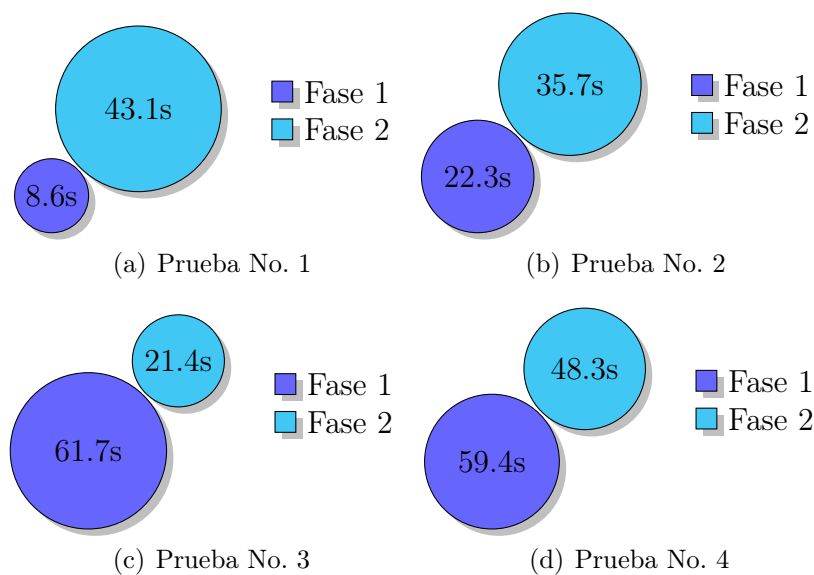 43.1s
8.6s
Fase 1
Fase 2
(a) Prueba No. 1
35.7s
22.3s
Fase 1
Fase 2
(b) Prueba No. 2
21.4s
61.7s
Fase 1
Fase 2
(c) Prueba No. 3
48.3s
59.4s
Fase 1
Fase 2
(d) Prueba No. 4